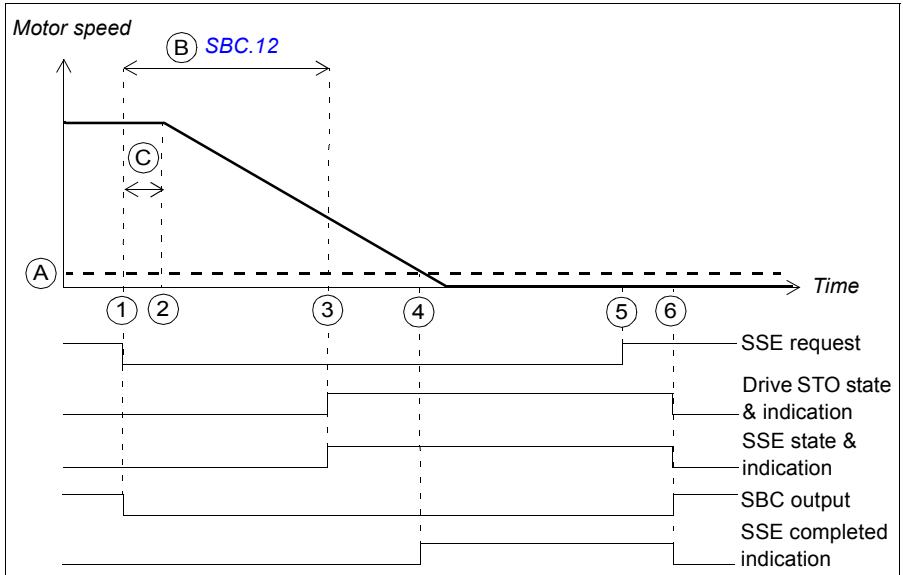 Motor speed
B SBC.12
C
A
Time
1 2 3 4 5 6
SSE request
Drive STO state
& indication
SSE state &
indication
SBC output
SSE completed
indication